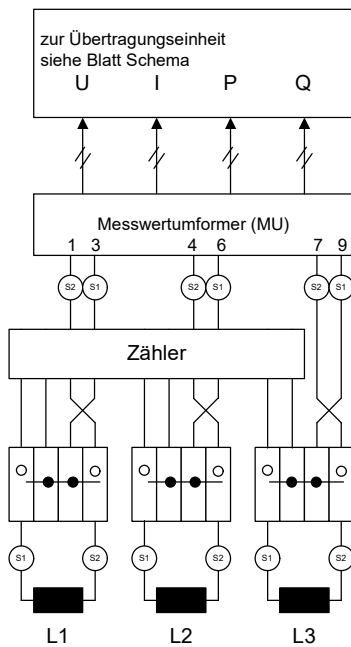 zur Übertragungseinheit
siehe Blatt Schema
U I P Q
Messwertumformer (MU)
1 3 4 6 7 9
S2 S1 S2 S1 S2 S1
Zähler
S1 S2 S1 S2 S1 S2
L1 L2 L3